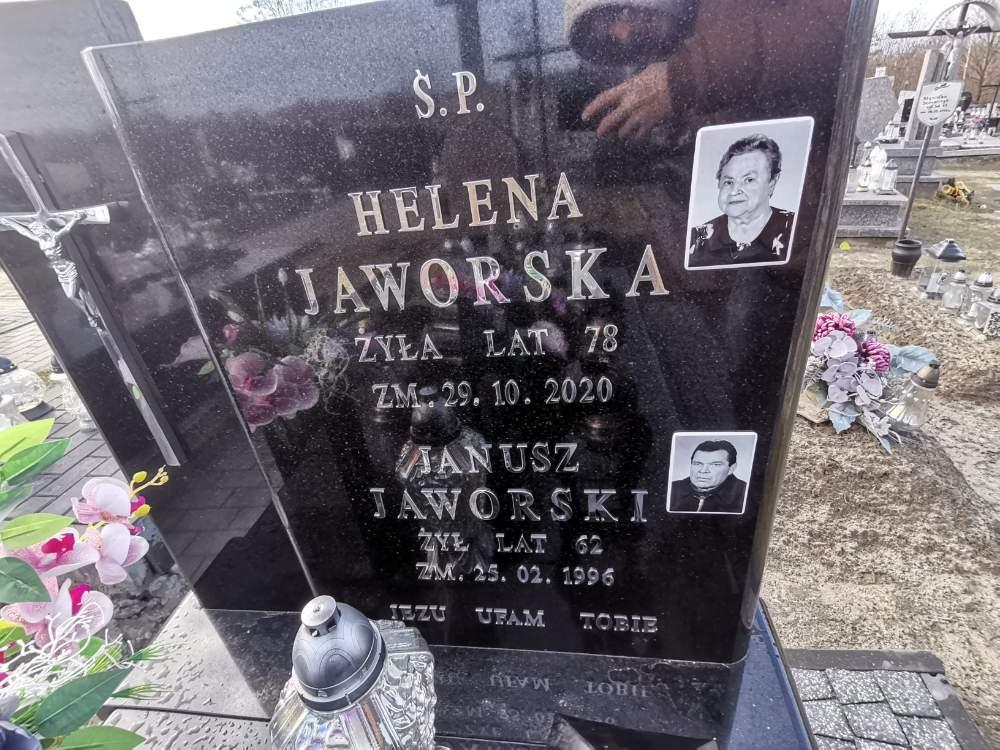 Ś.P.
HELENA
JAWORSKA
ŻYŁA LAT 78
ZM. 29. 10. 2020
JANUSZ
JAWORSKI
ŻYŁ LAT 62
ZM. 25. 02. 1996
JEZU UFAM TOBIE